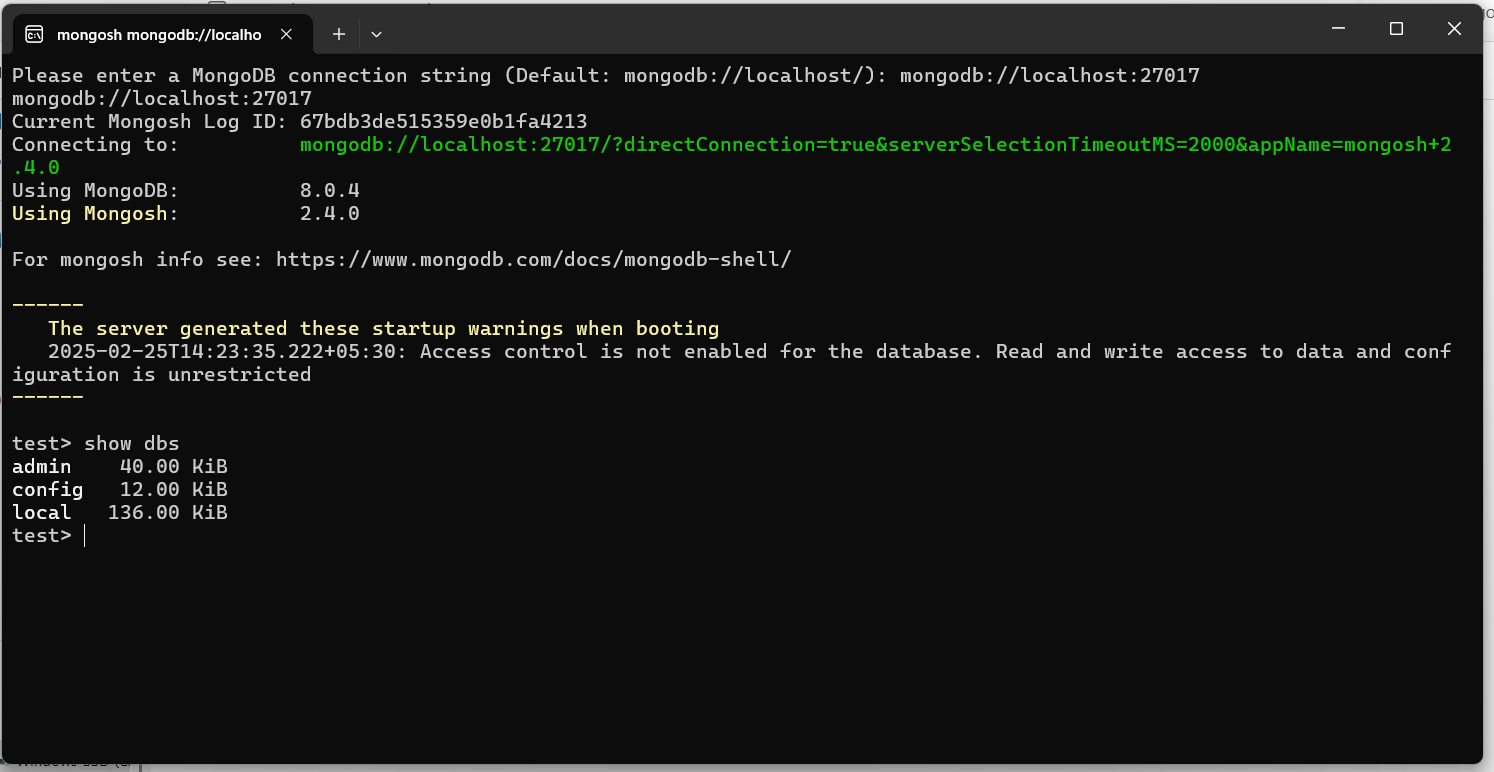 mongosh mongodb://localho
Please enter a MongoDB connection string (Default: mongodb://localhost/): mongodb://localhost:27017
mongodb://localhost:27017
Current Mongosh Log ID: 67bdb3de515359e0b1fa4213
Connecting to:          mongodb://localhost:27017/?directConnection=true&serverSelectionTimeoutMS=2000&appName=mongosh+2
.4.0
Using MongoDB:          8.0.4
Using Mongosh:          2.4.0
For mongosh info see: https://www.mongodb.com/docs/mongodb-shell/
------
   The server generated these startup warnings when booting
   2025-02-25T14:23:35.222+05:30: Access control is not enabled for the database. Read and write access to data and conf
iguration is unrestricted
------
test> show dbs
admin    40.00 KiB
config   12.00 KiB
local   136.00 KiB
test>